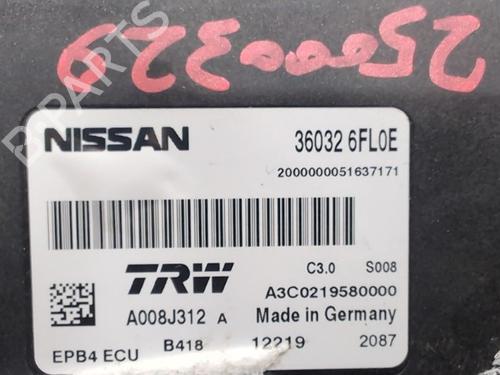 25000329
NISSAN 36032 6FL0E
2000000051637171
TRW C3.0 S008
A3C0219580000
A008J312 A Made in Germany
EPB4 ECU B418 12219 2087
B-PARTS